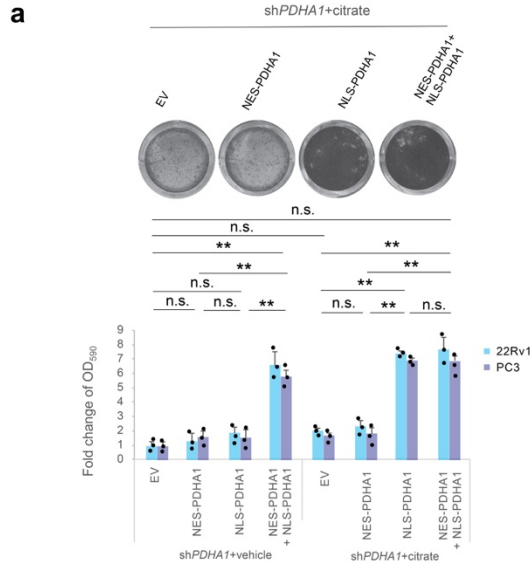 a
shPDHA1+citrate
EV
NES-PDHA1
NLS-PDHA1
NES-PDHA1+
NLS-PDHA1
n.s.
n.s.
** **
** **
n.s. **
n.s. n.s. ** n.s. ** n.s.
Fold change of OD590
9
8
7
6
5
4
3
2
1
0
22Rv1
PC3
EV
NES-PDHA1
NLS-PDHA1
NES-PDHA1
+ NLS-PDHA1
EV
NES-PDHA1
NLS-PDHA1
NES-PDHA1
+ NLS-PDHA1
shPDHA1+vehicle
shPDHA1+citrate